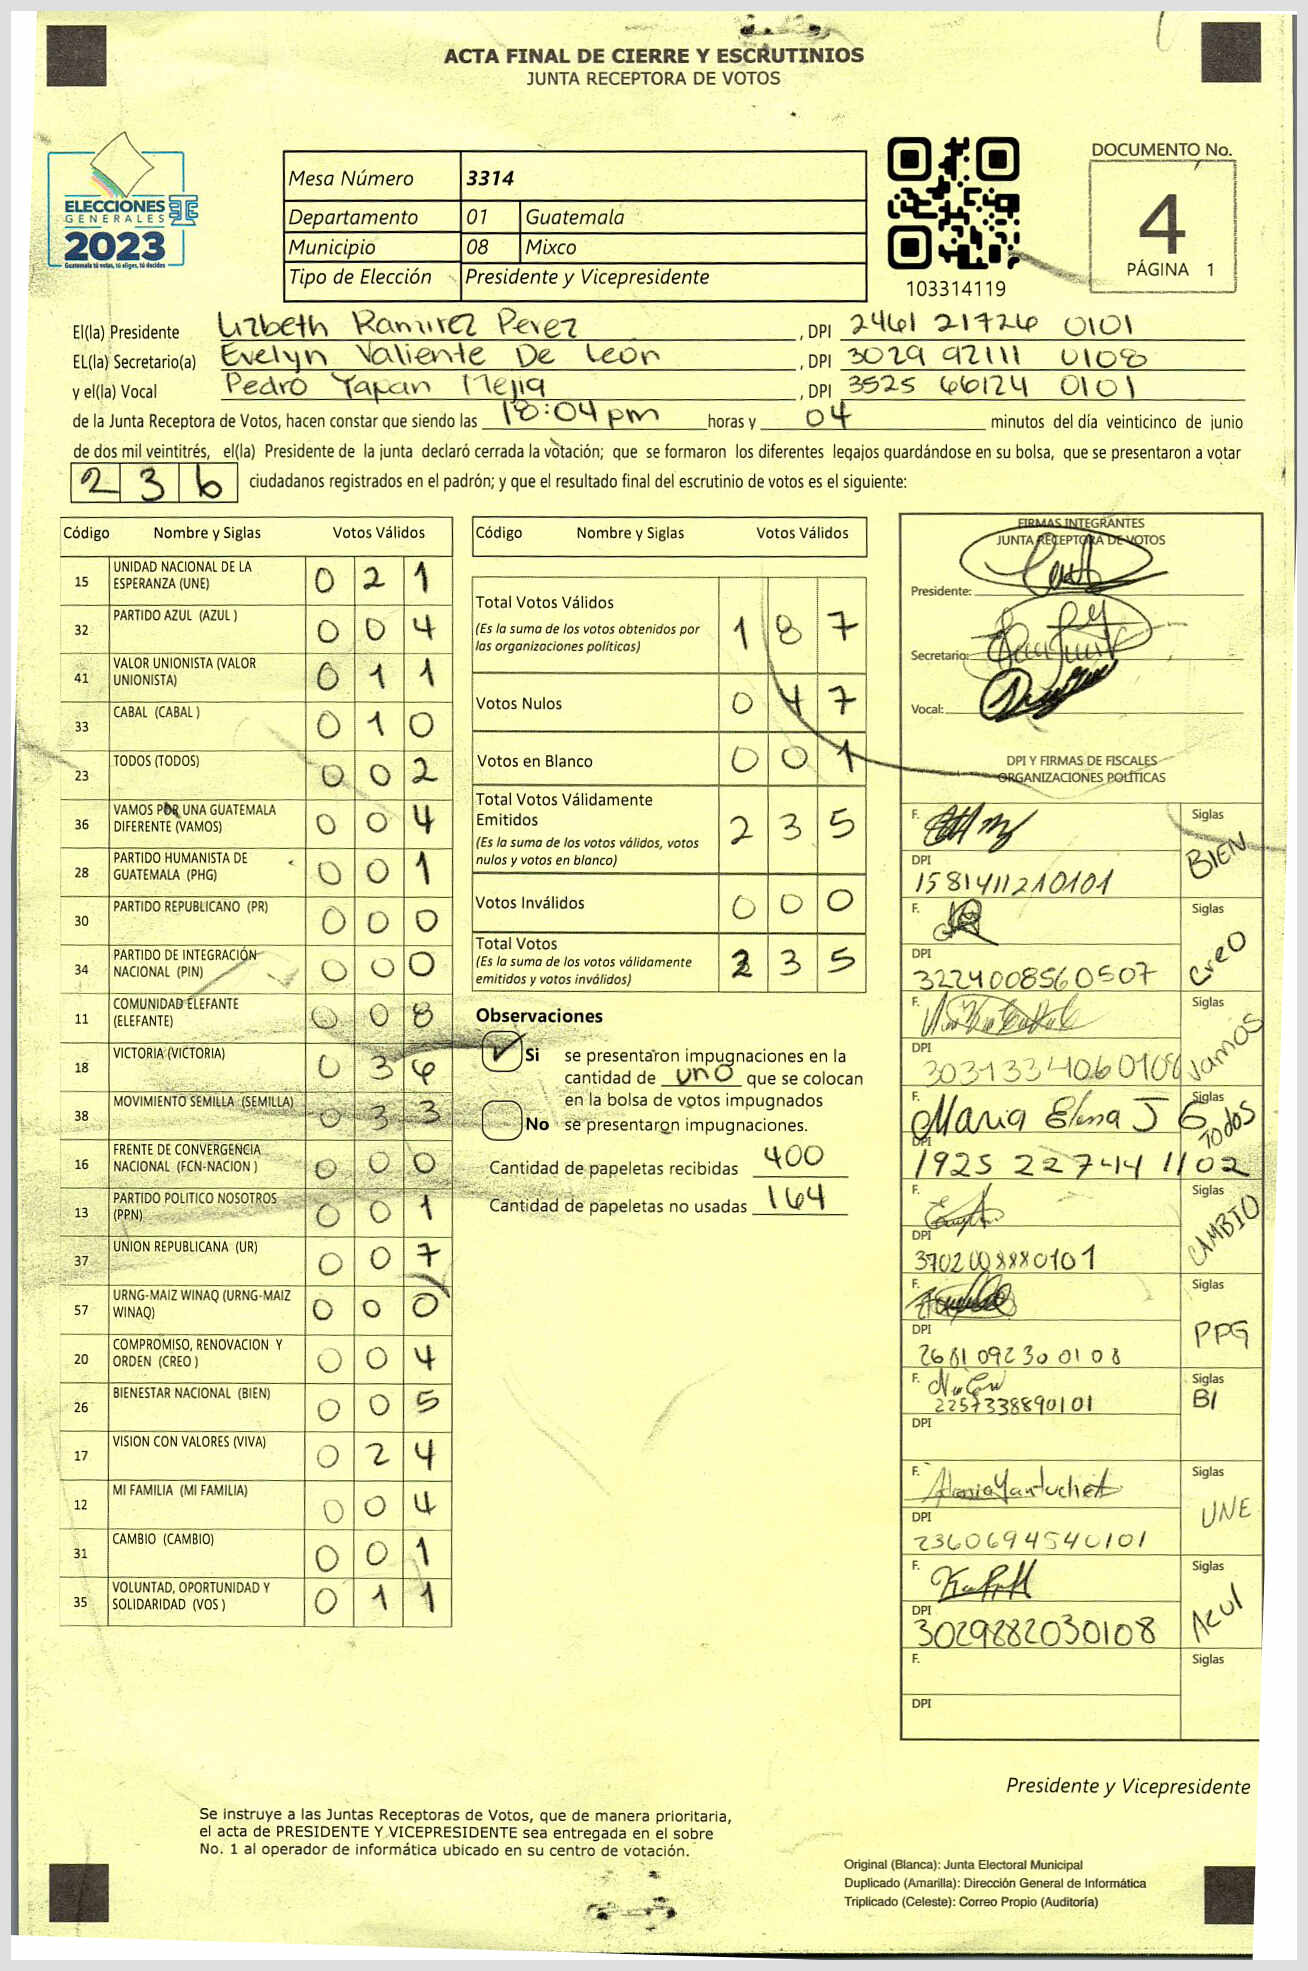 ACTA FINAL DE CIERRE Y ESCRUTINIOS
JUNTA RECEPTORA DE VOTOS
ELECCIONES
GENERALES
2023
Guatemala tú votas, tú eliges, tú decides
Mesa Número 3314
Departamento 01 Guatemala
Municipio 08 Mixco
Tipo de Elección Presidente y Vicepresidente
103314119
DOCUMENTO No.
4
PÁGINA 1
El(la) Presidente Lizbeth Ramirez Perez, DPI 2461 21726 0101
EL(la) Secretario(a) Evelyn Valiente De León, DPI 3029 92111 0108
y el(la) Vocal Pedro Yapan Mejia, DPI 3525 66124 0101
de la Junta Receptora de Votos, hacen constar que siendo las 18:04 pm horas y 04 minutos del día veinticinco de junio
de dos mil veintitrés, el(la) Presidente de la junta declaró cerrada la votación; que se formaron los diferentes legajos guardándose en su bolsa, que se presentaron a votar
236 ciudadanos registrados en el padrón; y que el resultado final del escrutinio de votos es el siguiente:
Código Nombre y Siglas Votos Válidos
15 UNIDAD NACIONAL DE LA ESPERANZA (UNE) 0 2 1
32 PARTIDO AZUL (AZUL ) 0 0 4
41 VALOR UNIONISTA (VALOR UNIONISTA) 0 1 1
33 CABAL (CABAL ) 0 1 0
23 TODOS (TODOS) 0 0 2
36 VAMOS POR UNA GUATEMALA DIFERENTE (VAMOS) 0 0 4
28 PARTIDO HUMANISTA DE GUATEMALA (PHG) 0 0 1
30 PARTIDO REPUBLICANO (PR) 0 0 0
34 PARTIDO DE INTEGRACIÓN NACIONAL (PIN) 0 0 0
11 COMUNIDAD ELEFANTE (ELEFANTE) 0 0 8
18 VICTORIA (VICTORIA) 0 3 6
38 MOVIMIENTO SEMILLA (SEMILLA) 0 3 3
16 FRENTE DE CONVERGENCIA NACIONAL (FCN-NACION ) 0 0 0
13 PARTIDO POLITICO NOSOTROS (PPN) 0 0 1
37 UNION REPUBLICANA (UR) 0 0 7
57 URNG-MAIZ WINAQ (URNG-MAIZ WINAQ) 0 0 0
20 COMPROMISO, RENOVACION Y ORDEN (CREO ) 0 0 4
26 BIENESTAR NACIONAL (BIEN) 0 0 5
17 VISION CON VALORES (VIVA) 0 2 4
12 MI FAMILIA (MI FAMILIA) 0 0 4
31 CAMBIO (CAMBIO) 0 0 1
35 VOLUNTAD, OPORTUNIDAD Y SOLIDARIDAD (VOS ) 0 1 1
Código Nombre y Siglas Votos Válidos
Total Votos Válidos 1 8 7
(Es la suma de los votos obtenidos por
las organizaciones políticas)
Votos Nulos 0 4 7
Votos en Blanco 0 0 1
Total Votos Válidamente
Emitidos 2 3 5
(Es la suma de los votos válidos, votos
nulos y votos en blanco)
Votos Inválidos 0 0 0
Total Votos 2 3 5
(Es la suma de los votos válidamente
emitidos y votos inválidos)
Observaciones
Si se presentaron impugnaciones en la
cantidad de uno que se colocan
en la bolsa de votos impugnados
No se presentaron impugnaciones.
Cantidad de papeletas recibidas 400
Cantidad de papeletas no usadas 164
FIRMAS INTEGRANTES
JUNTA RECEPTORA DE VOTOS
Presidente:
Secretario:
Vocal:
DPI Y FIRMAS DE FISCALES
ORGANIZACIONES POLÍTICAS
F. Siglas BIEN
DPI 1581411210101
F. Siglas Creo
DPI 3224008560507
F. Siglas Vamos
DPI 3031334060108
F. Maria Elena J G Siglas Todos
DPI 1925 22744 1102
F. Siglas CAMBIO
DPI 3702008880101
F. Siglas PPG
DPI 2681 09230 0108
F. Siglas BI
2257338890101
DPI
F. Siglas UNE
DPI 2360694540101
F. Siglas Azul
DPI 3029882030108
F. Siglas
DPI
Presidente y Vicepresidente
Se instruye a las Juntas Receptoras de Votos, que de manera prioritaria,
el acta de PRESIDENTE Y VICEPRESIDENTE sea entregada en el sobre
No. 1 al operador de informática ubicado en su centro de votación.
Original (Blanca): Junta Electoral Municipal
Duplicado (Amarilla): Dirección General de Informática
Triplicado (Celeste): Correo Propio (Auditoría)